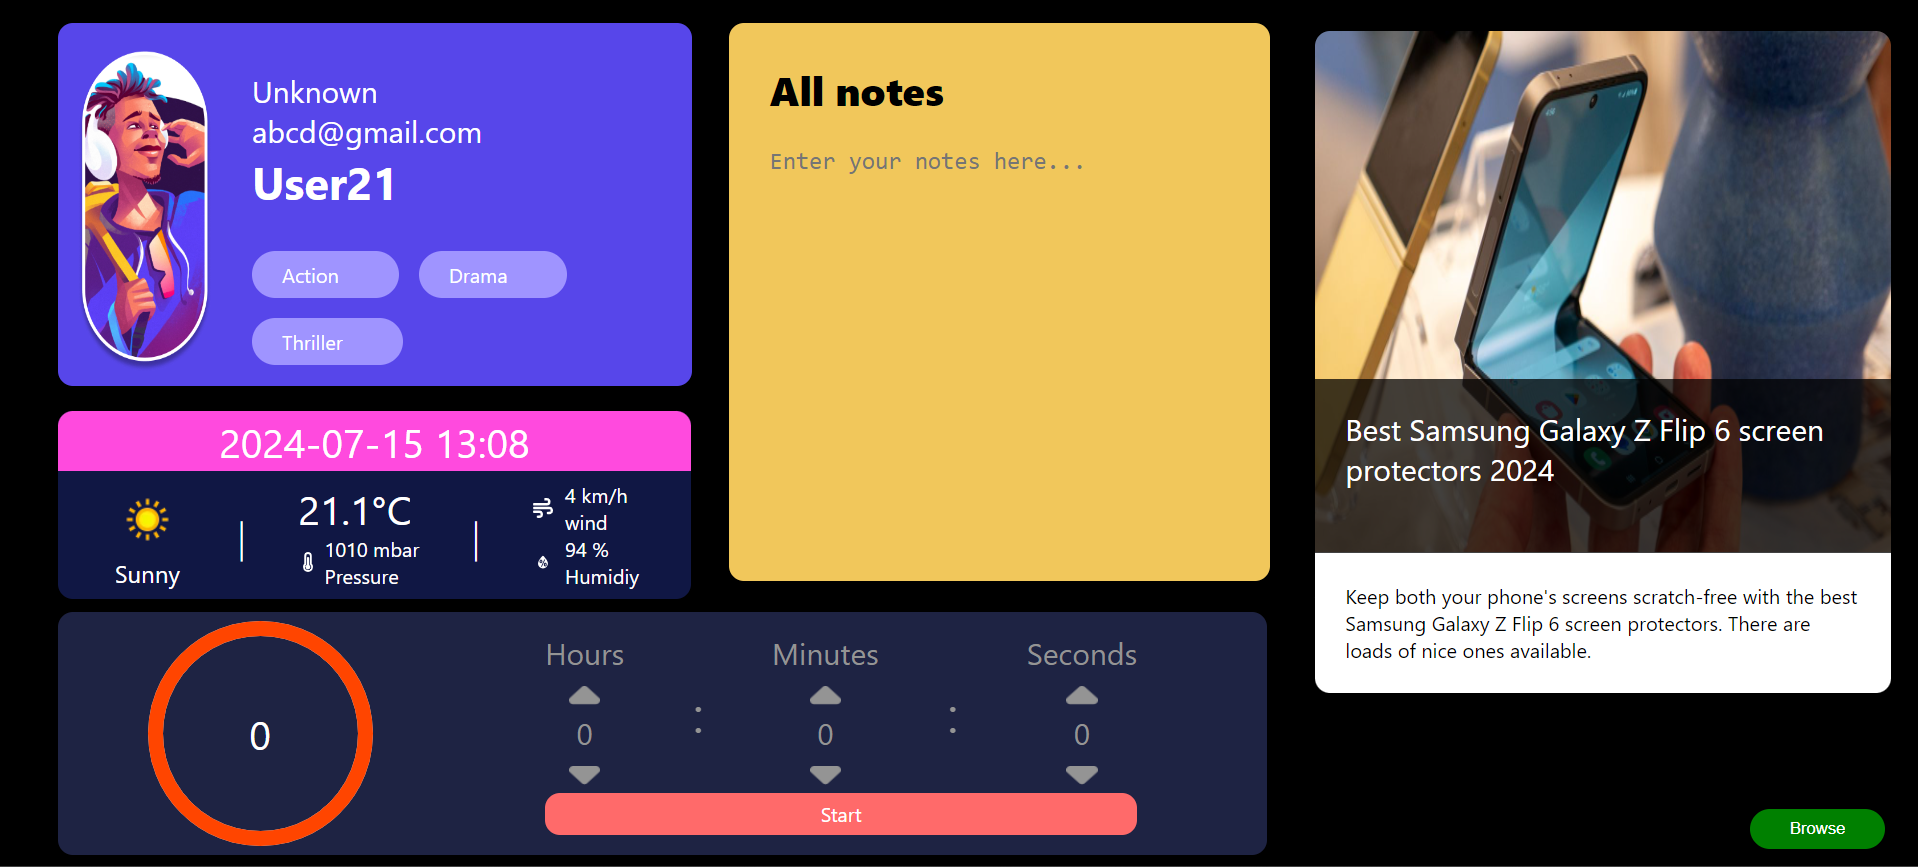 Unknown
abcd@gmail.com
User21
Action
Drama
Thriller
2024-07-15 13:08
Sunny
|
21.1°C
1010 mbar
Pressure
|
4 km/h
wind
94 %
Humidiy
All notes
Enter your notes here...
Hours
Minutes
Seconds
0
0
:
0
:
0
Start
Best Samsung Galaxy Z Flip 6 screen
protectors 2024
Keep both your phone's screens scratch-free with the best
Samsung Galaxy Z Flip 6 screen protectors. There are
loads of nice ones available.
Browse